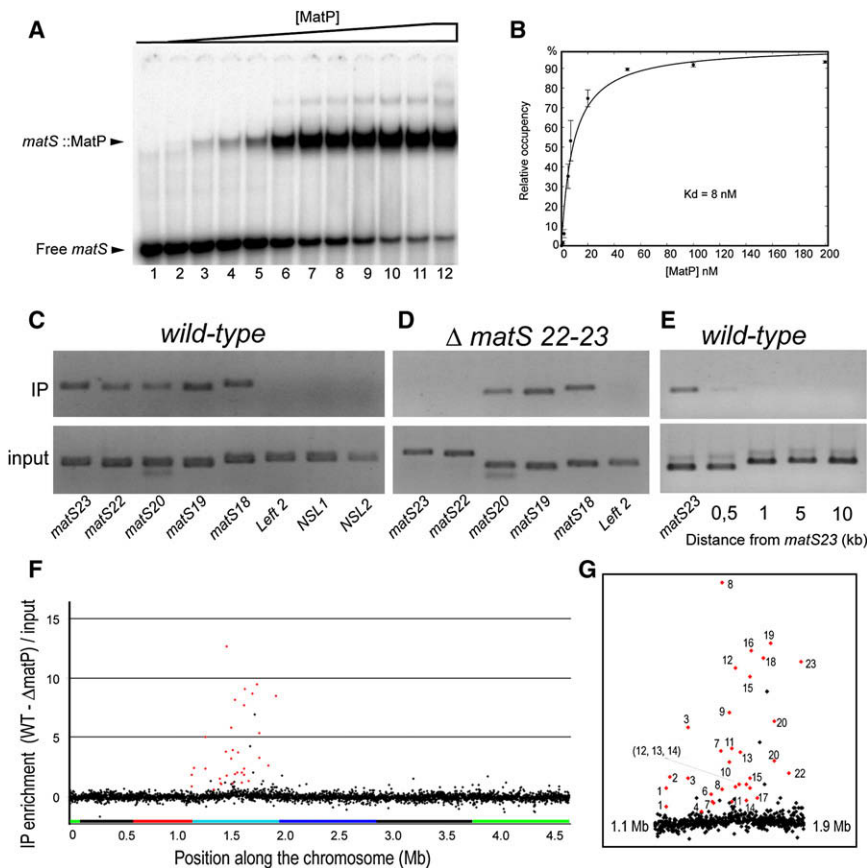 A
[MatP]
matS ::MatP
Free matS
1 2 3 4 5 6 7 8 9 10 11 12
B
%
100
90
80
70
60
50
40
30
20
10
0
Relative occupancy
Kd = 8 nM
0 20 40 60 80 100 120 140 160 180 200
[MatP] nM
C
wild-type
D
Δ matS 22-23
E
wild-type
IP
input
matS23 matS22 matS20 matS19 matS18 Left 2 NSL1 NSL2
matS23 matS22 matS20 matS19 matS18 Left 2
matS23 0,5 1 5 10
Distance from matS23 (kb)
F
IP enrichment (WT - ΔmatP) / input
15
10
5
0
0 0.5 1.0 1.5 2.0 2.5 3.0 3.5 4.0 4.5
Position along the chromosome (Mb)
G
8
19
16
18
23
12
15
9
20
3
7
11
13
20
(12, 13, 14)
10
22
2
3
8
15
1
6
17
1
4
11
14
1.1 Mb
1.9 Mb